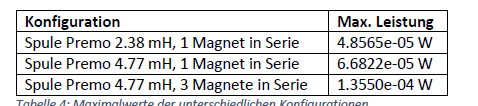 Konfiguration Max. Leistung
Spule Premo 2.38 mH, 1 Magnet in Serie 4.8565e-05 W
Spule Premo 4.77 mH, 1 Magnet in Serie 6.6822e-05 W
Spule Premo 4.77 mH, 3 Magnete in Serie 1.3550e-04 W
Tabelle 4: Maximalwerte der unterschiedlichen Konfigurationen